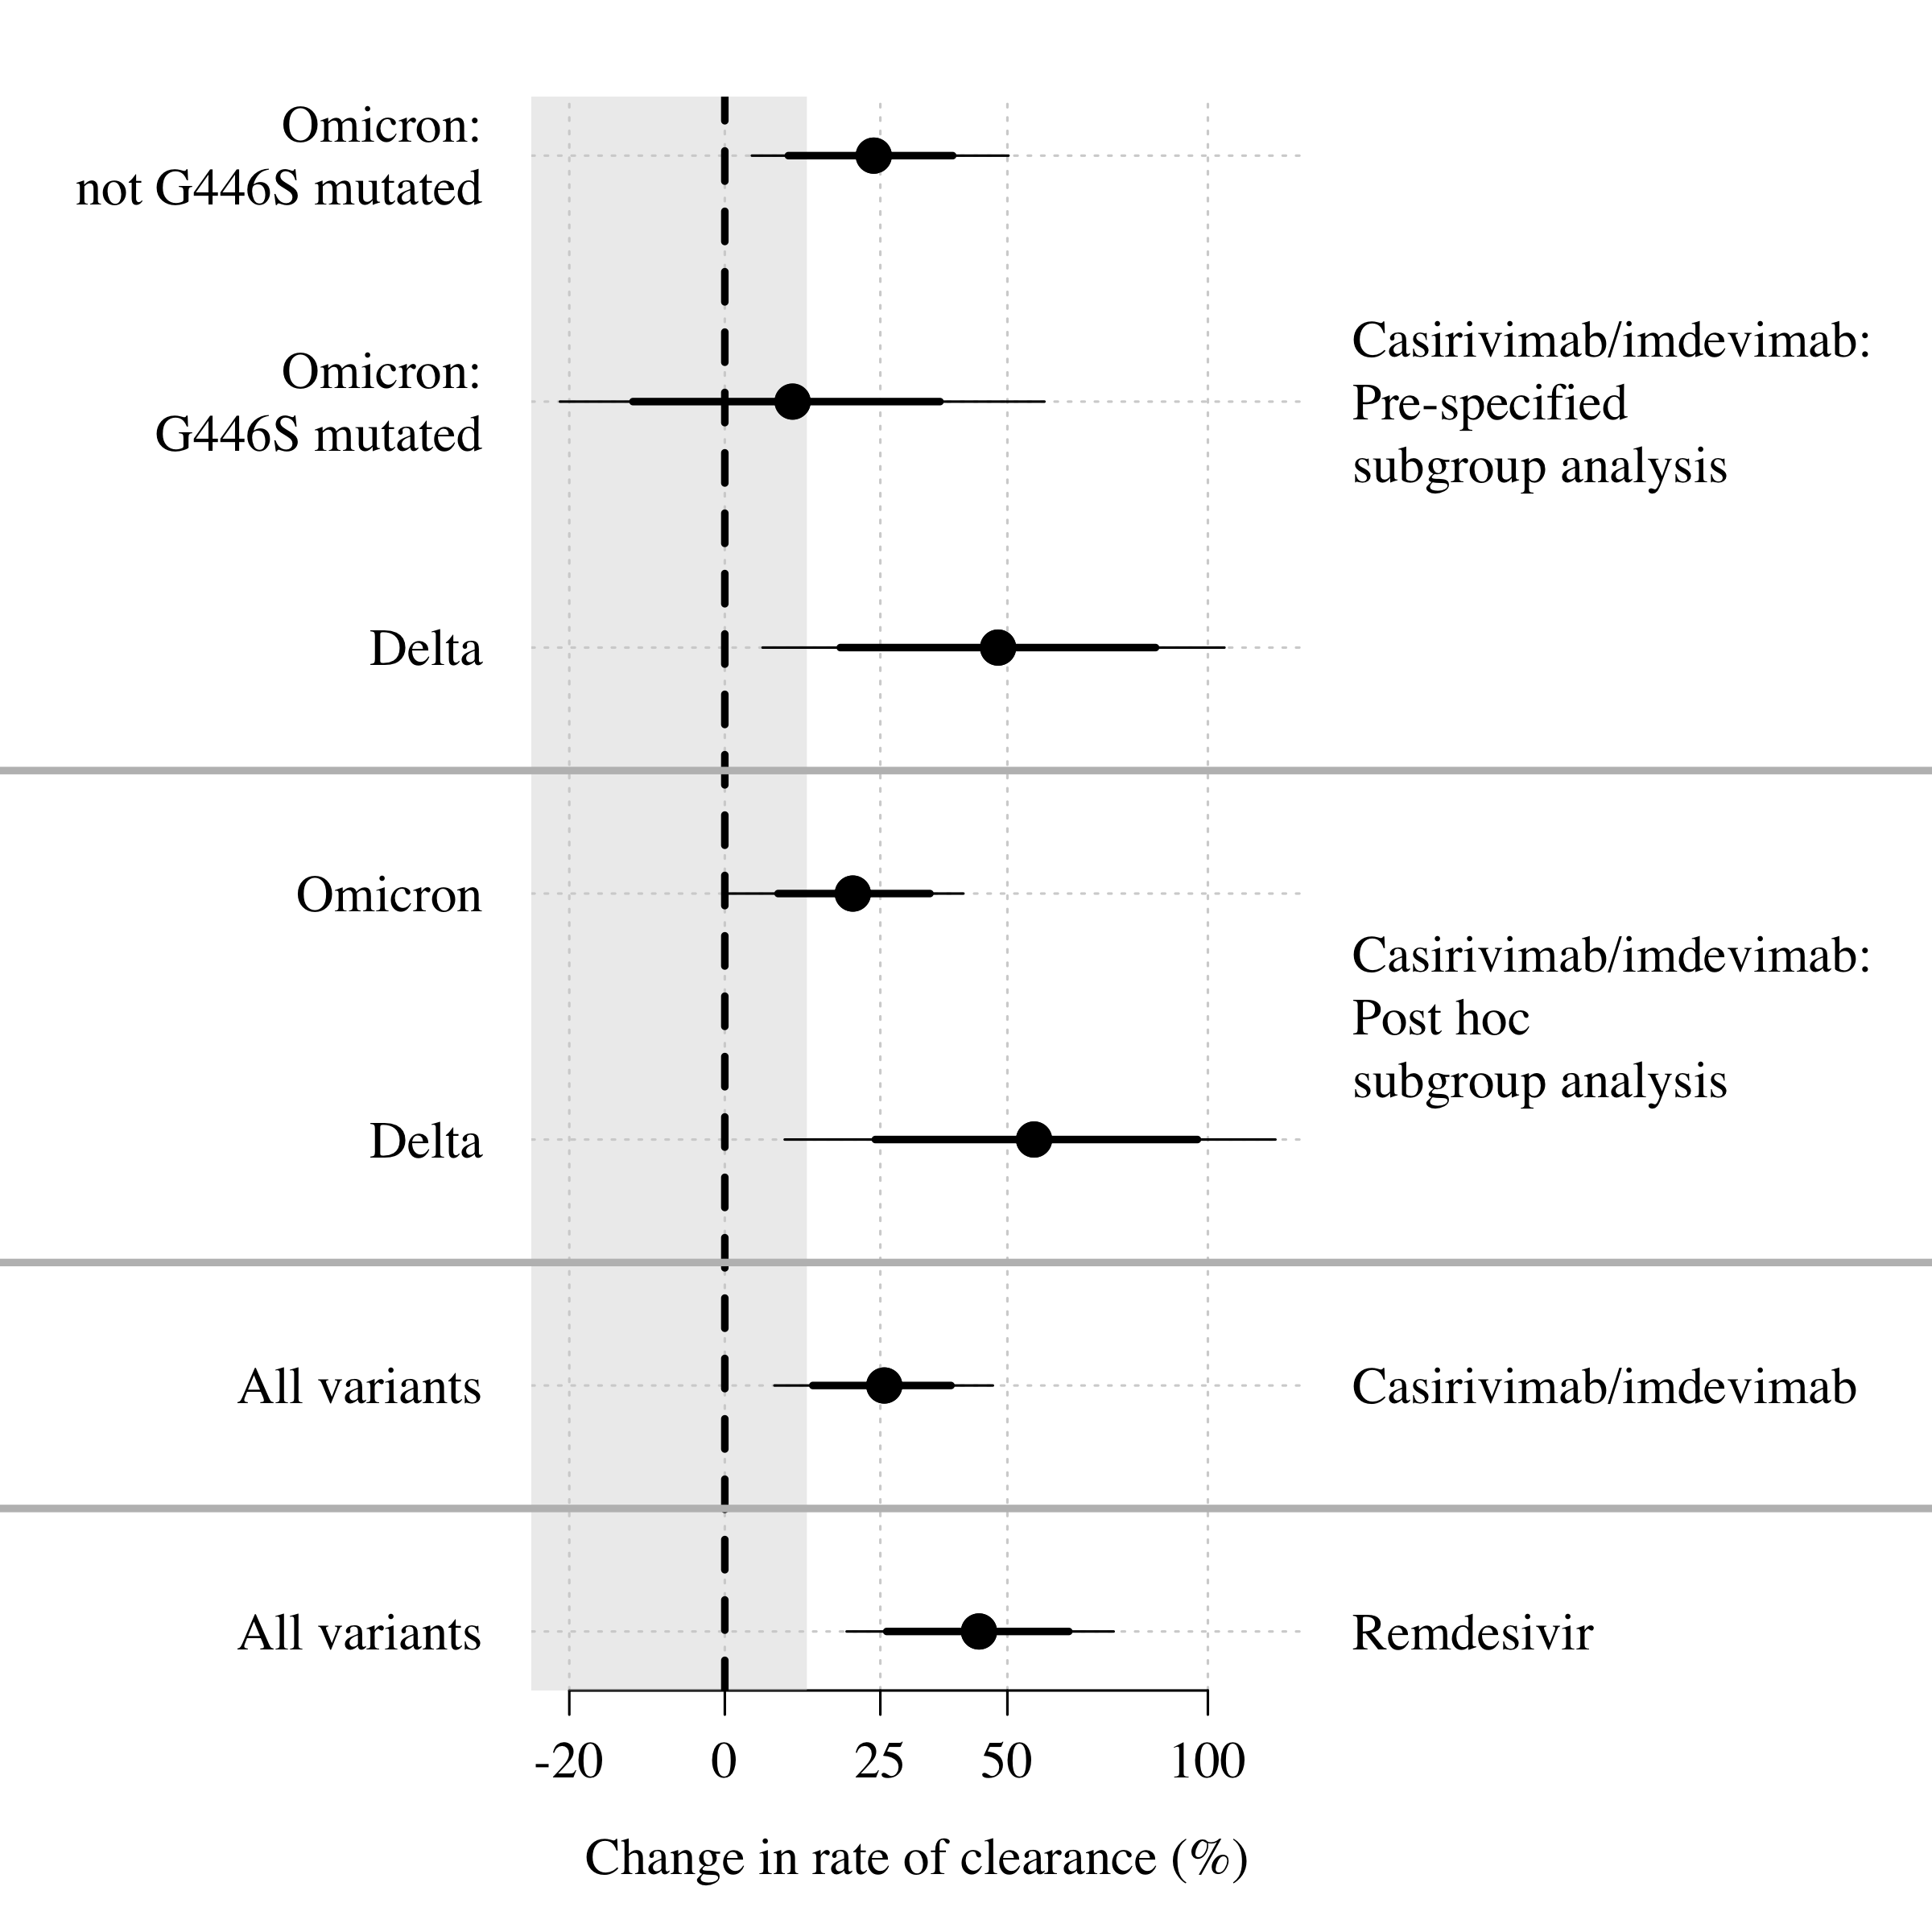 Omicron:
not G446S mutated
Omicron:
G446S mutated
Casirivimab/imdevimab:
Pre-specified
subgroup analysis
Delta
Omicron
Casirivimab/imdevimab:
Post hoc
subgroup analysis
Delta
All variants
Casirivimab/imdevimab
All variants
Remdesivir
-20 0 25 50 100
Change in rate of clearance (%)